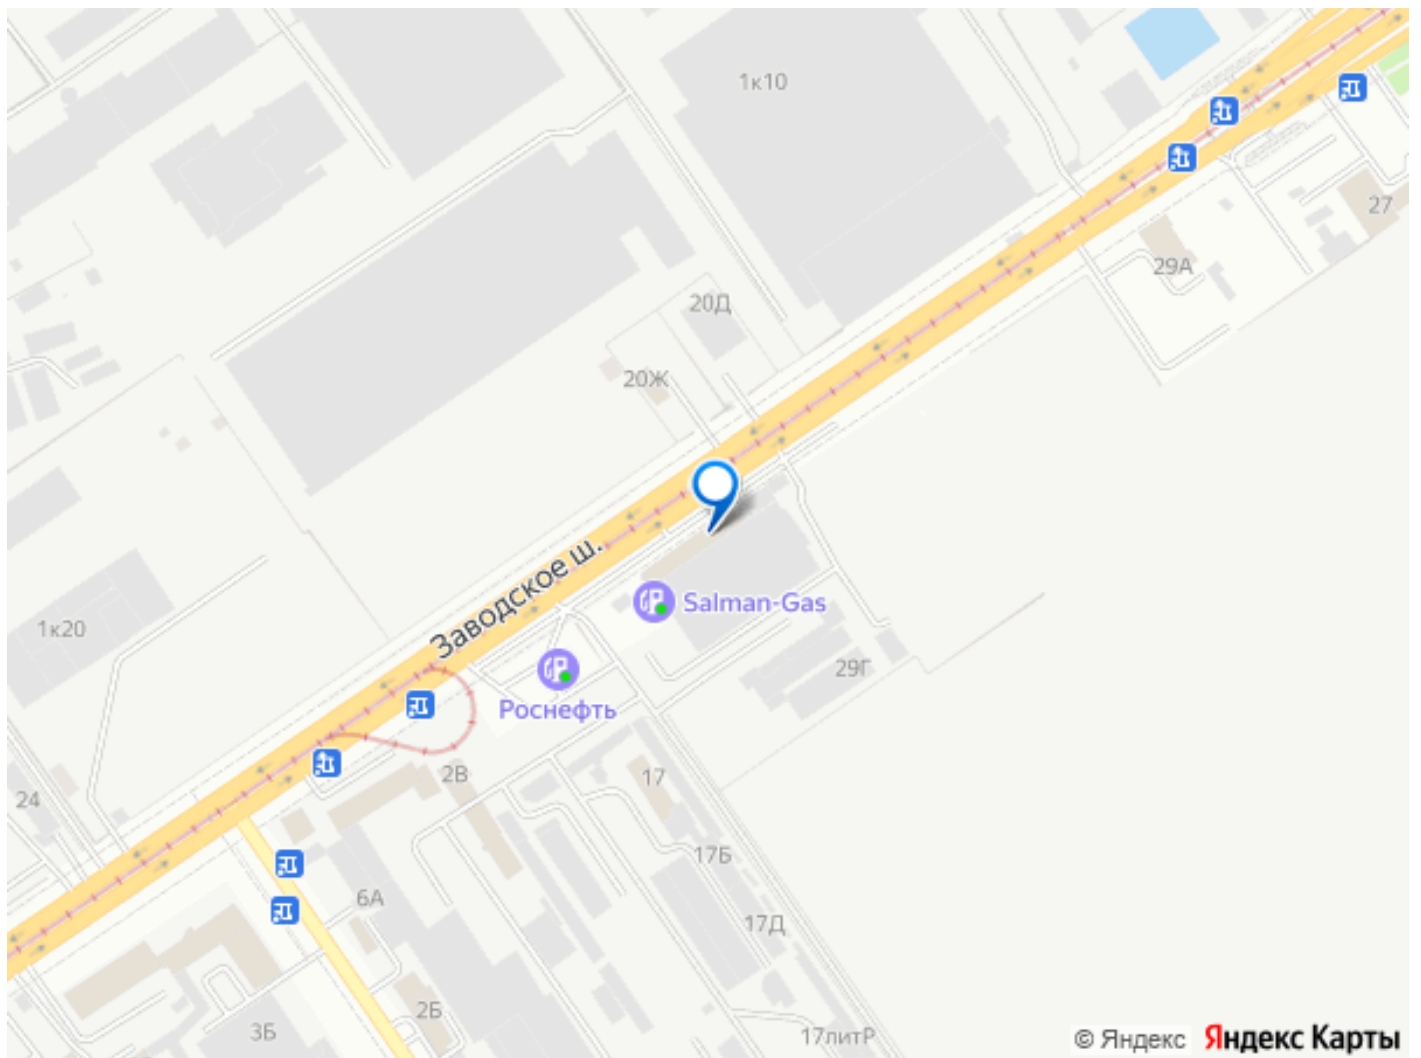 1к10
27
29А
20Д
20Ж
Заводское ш.
Salman-Gas
1к20
29Г
Роснефть
2В
17
24
17Б
6А
17Д
2Б
3Б
17литР
© Яндекс Яндекс Карты